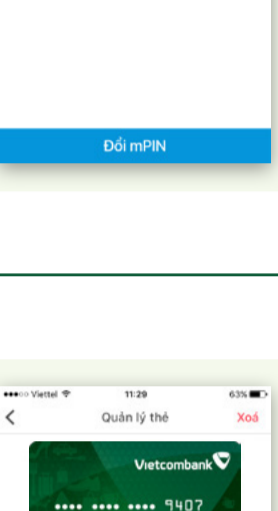 Đổi mPIN
Viettel 11:29 63%
Quản lý thẻ Xoá
Vietcombank
•••• •••• •••• 9407